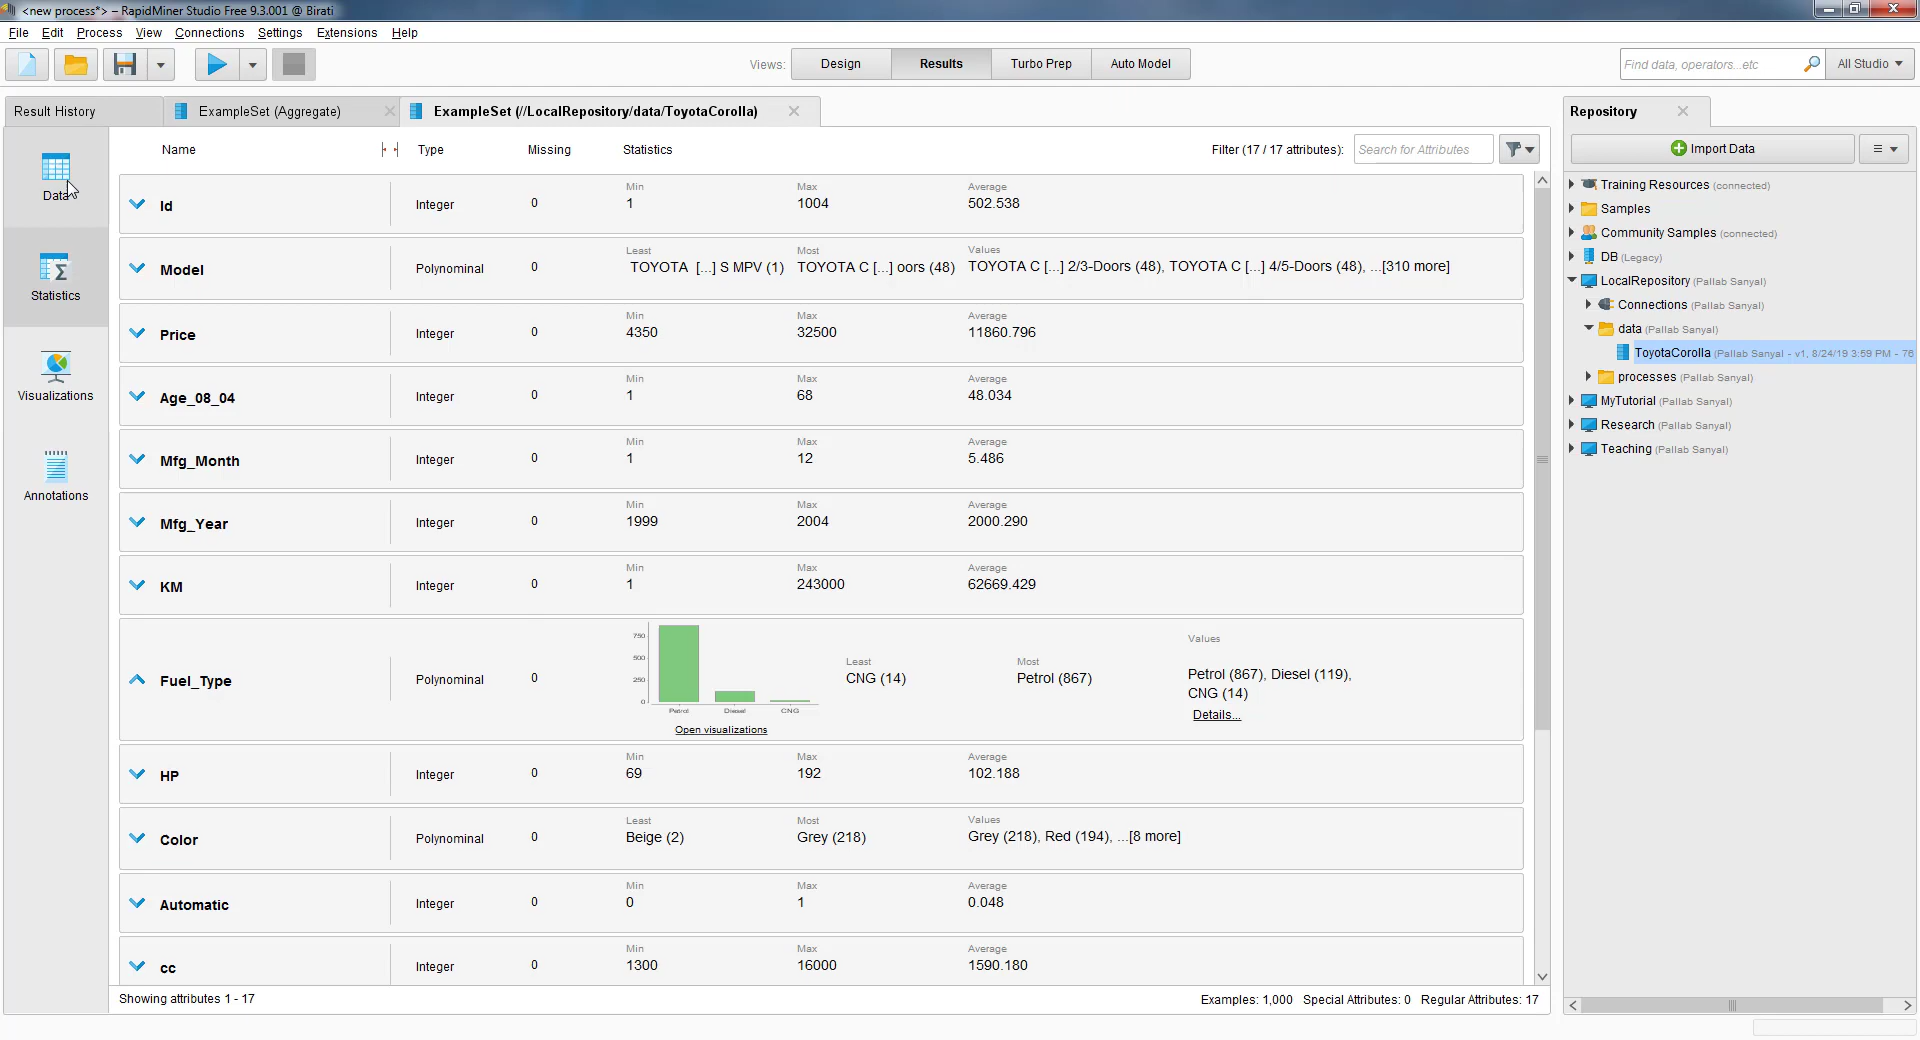 <new process*> – RapidMiner Studio Free 9.3.001 @ Birati
File Edit Process View Connections Settings Extensions Help
Views: Design Results Turbo Prep Auto Model Find data, operators...etc All Studio
Result History ExampleSet (Aggregate) ExampleSet (//LocalRepository/data/ToyotaCorolla)
Data
Statistics
Visualizations
Annotations
Name Type Missing Statistics Filter (17 / 17 attributes): Search for Attributes
Min Max Average
Id Integer 0 1 1004 502.538
Least Most Values
Model Polynominal 0 TOYOTA [...] S MPV (1) TOYOTA C [...] oors (48) TOYOTA C [...] 2/3-Doors (48), TOYOTA C [...] 4/5-Doors (48), ...[310 more]
Min Max Average
Price Integer 0 4350 32500 11860.796
Min Max Average
Age_08_04 Integer 0 1 68 48.034
Min Max Average
Mfg_Month Integer 0 1 12 5.486
Min Max Average
Mfg_Year Integer 0 1999 2004 2000.290
Min Max Average
KM Integer 0 1 243000 62669.429
Fuel_Type Polynominal 0
750
500
250
0
Petrol Diesel CNG
Open visualizations
Least
CNG (14)
Most
Petrol (867)
Values
Petrol (867), Diesel (119),
CNG (14)
Details...
Min Max Average
HP Integer 0 69 192 102.188
Least Most Values
Color Polynominal 0 Beige (2) Grey (218) Grey (218), Red (194), ...[8 more]
Min Max Average
Automatic Integer 0 0 1 0.048
Min Max Average
cc Integer 0 1300 16000 1590.180
Showing attributes 1 - 17 Examples: 1,000 Special Attributes: 0 Regular Attributes: 17
Repository
Import Data
Training Resources (connected)
Samples
Community Samples (connected)
DB (Legacy)
LocalRepository (Pallab Sanyal)
Connections (Pallab Sanyal)
data (Pallab Sanyal)
ToyotaCorolla (Pallab Sanyal - v1, 8/24/19 3:59 PM - 76
processes (Pallab Sanyal)
MyTutorial (Pallab Sanyal)
Research (Pallab Sanyal)
Teaching (Pallab Sanyal)